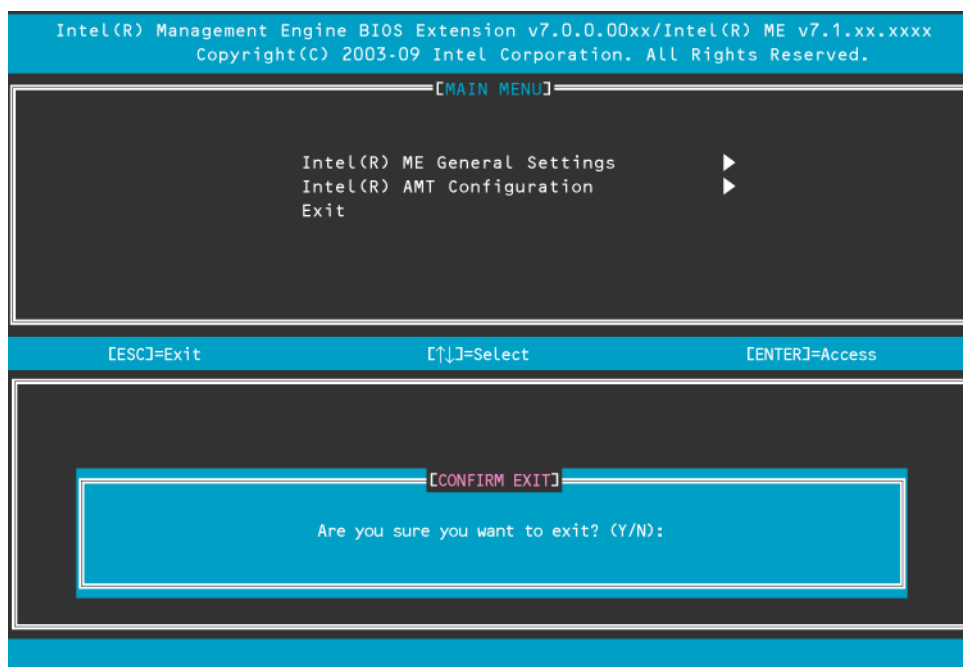 Intel(R) Management Engine BIOS Extension v7.0.0.00xx/Intel(R) ME v7.1.xx.xxxx
Copyright(C) 2003-09 Intel Corporation. All Rights Reserved.
[MAIN MENU]
Intel(R) ME General Settings ▶
Intel(R) AMT Configuration ▶
Exit
[ESC]=Exit [↑↓]=Select [ENTER]=Access
[CONFIRM EXIT]
Are you sure you want to exit? (Y/N):